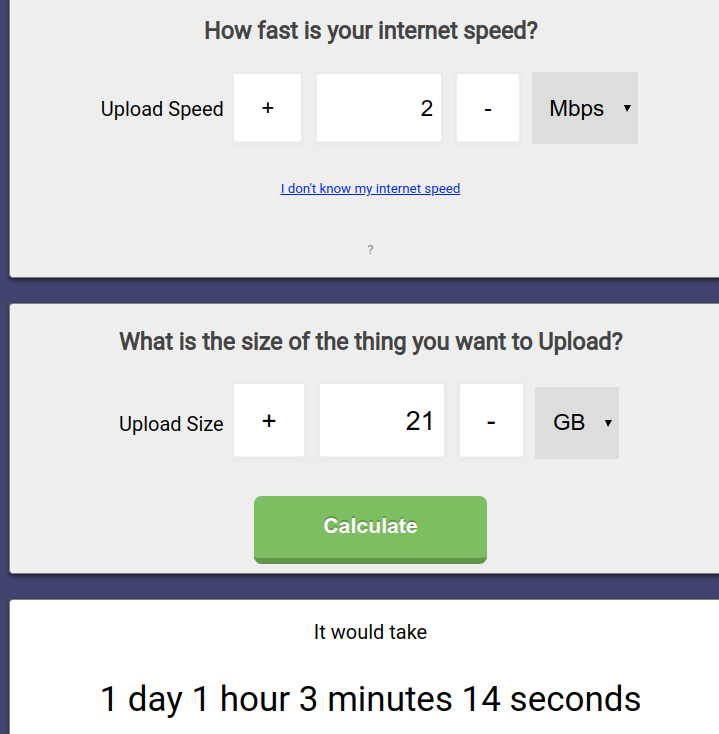 How fast is your internet speed?
Upload Speed + 2 - Mbps ▼
I don't know my internet speed
?
What is the size of the thing you want to Upload?
Upload Size + 21 - GB ▼
Calculate
It would take
1 day 1 hour 3 minutes 14 seconds